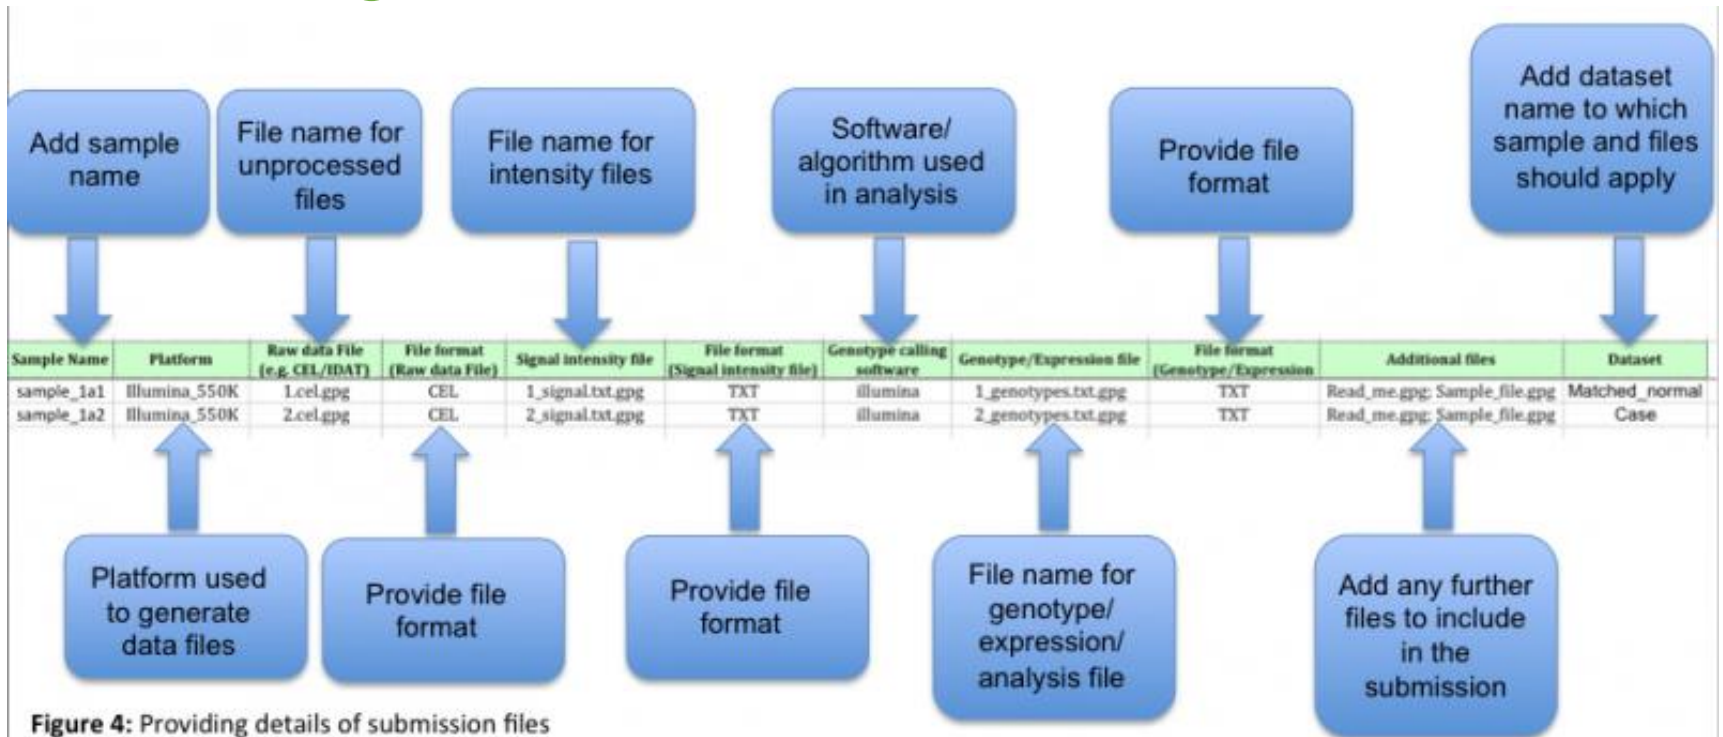 Add dataset
name to which
sample and files
should apply
Add sample
name
File name for
unprocessed
files
File name for
intensity files
Software/
algorithm used
in analysis
Provide file
format
Sample Name Platform Raw data File (e.g. CEL/IDAT) File format (Raw data File) Signal intensity file File format (Signal intensity file) Genotype calling software Genotype/Expression file File format (Genotype/Expression Additional files Dataset
sample_1a1 Illumina_550K 1.cel.gpg CEL 1_signal.txt.gpg TXT illumina 1_genotypes.txt.gpg TXT Read_me.gpg; Sample_file.gpg Matched_normal
sample_1a2 Illumina_550K 2.cel.gpg CEL 2_signal.txt.gpg TXT illumina 2_genotypes.txt.gpg TXT Read_me.gpg; Sample_file.gpg Case
Platform used
to generate
data files
Provide file
format
Provide file
format
File name for
genotype/
expression/
analysis file
Add any further
files to include
in the
submission
Figure 4: Providing details of submission files